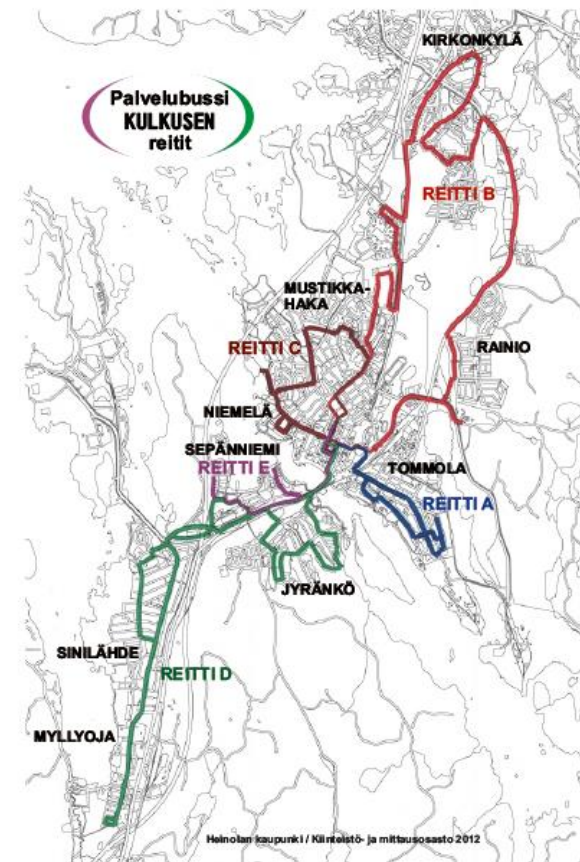 KIRKONKYLÄ
Palvelubussi
KULKUSEN
reitit
REITTI B
MUSTIKKA-
HAKA
REITTI C
RAINIO
NIEMELÄ
SEPÄNNIEMI
REITTI E
TOMMOLA
REITTI A
JYRÄNKÖ
SINILÄHDE
REITTI D
MYLLYOJA
Heinolan kaupunki / Kiinteistö- ja mittausosasto 2012